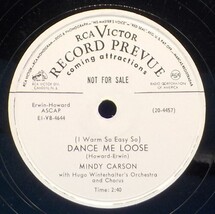 RCA VICTOR
RECORD PREVUE
coming attractions
NOT FOR SALE
Erwin-Howard
ASCAP
E1-VB-4644
(20-4457)
(I Warm So Easy So)
DANCE ME LOOSE
(Howard-Erwin)
MINDY CARSON
with Hugo Winterhalter's Orchestra
and Chorus
Time: 2:40